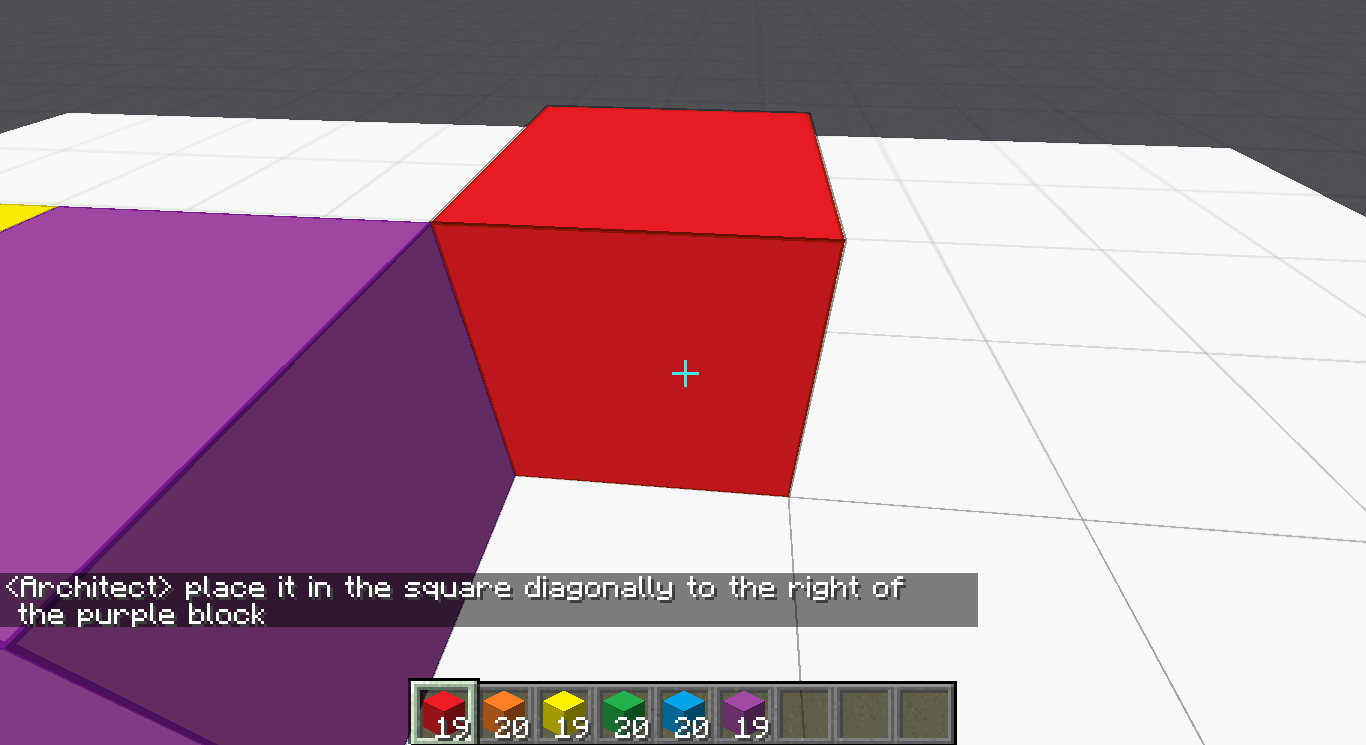 <Architect> place it in the square diagonally to the right of
the purple block
19 20 19 20 20 19